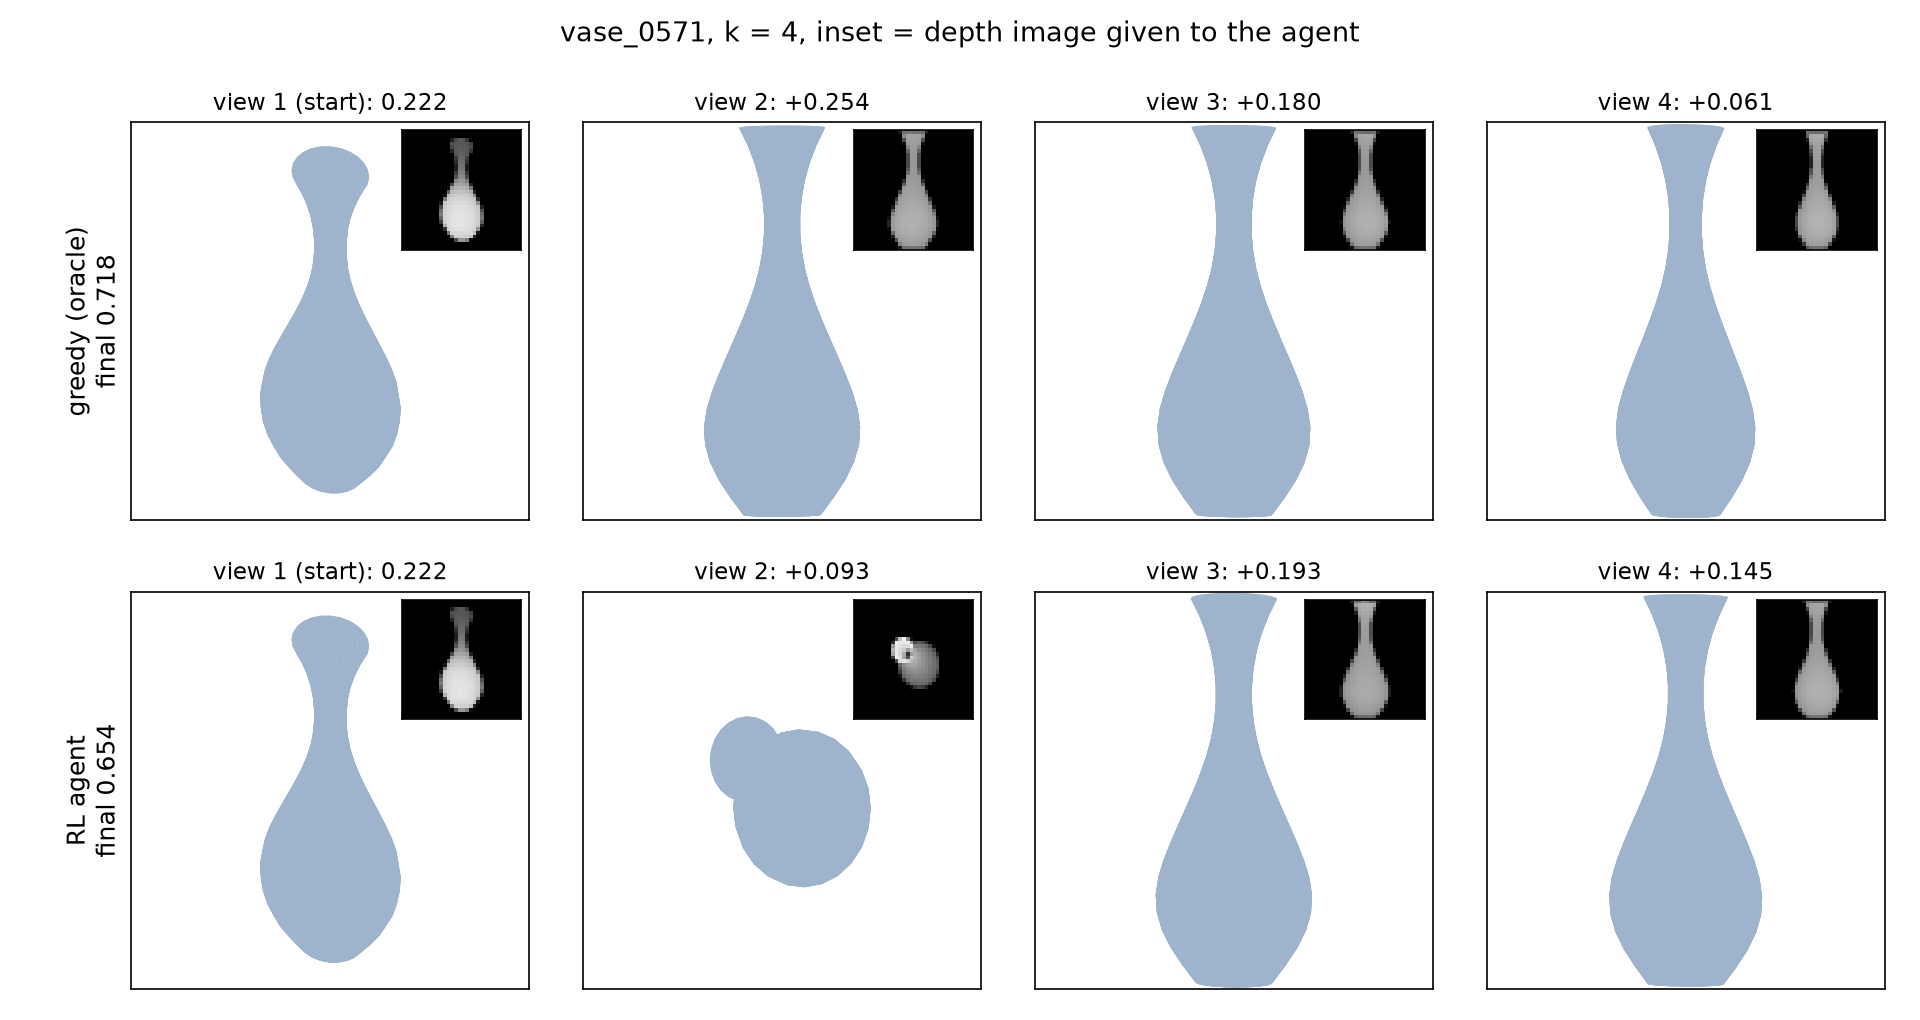 vase_0571, k = 4, inset = depth image given to the agent
view 1 (start): 0.222
view 2: +0.254
view 3: +0.180
view 4: +0.061
greedy (oracle)
final 0.718
view 1 (start): 0.222
view 2: +0.093
view 3: +0.193
view 4: +0.145
RL agent
final 0.654